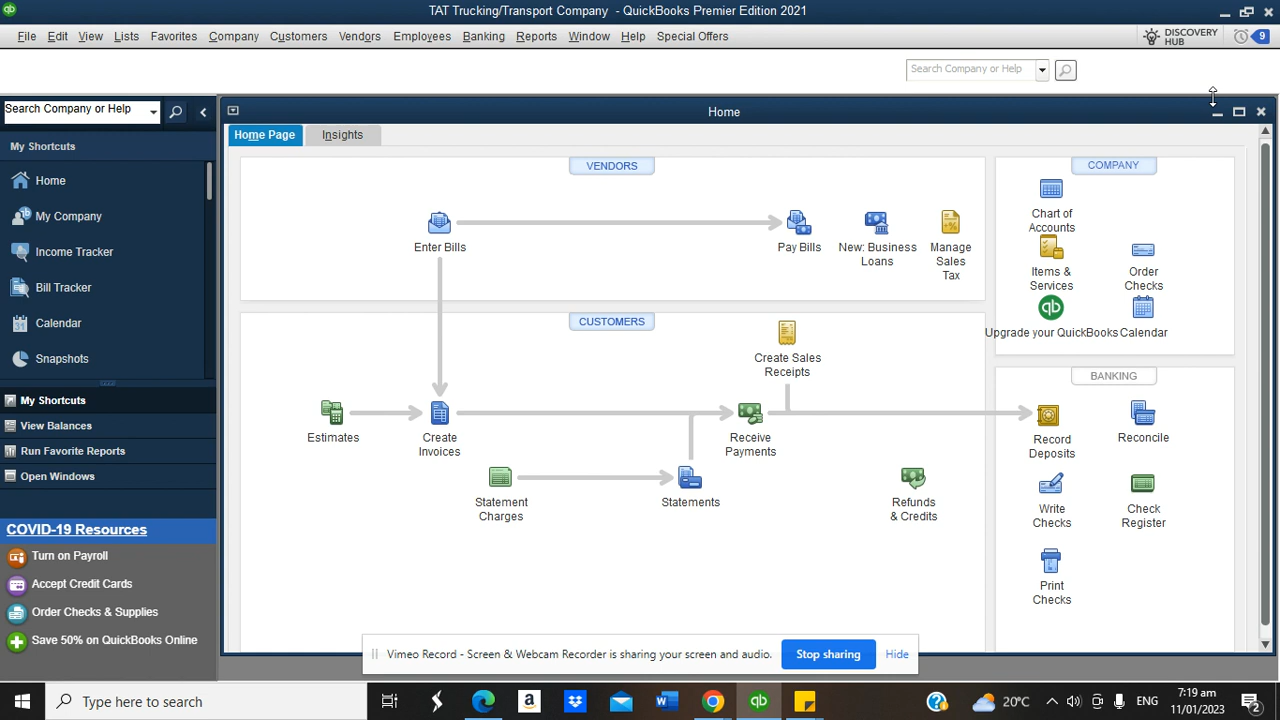 TAT Trucking/Transport Company - QuickBooks Premier Edition 2021
File Edit View Lists Favorites Company Customers Vendors Employees Banking Reports Window Help Special Offers
DISCOVERY
HUB
9
Search Company or Help
Search Company or Help
Home
Home Page
Insights
My Shortcuts
Home
My Company
Income Tracker
Bill Tracker
Calendar
Snapshots
My Shortcuts
View Balances
Run Favorite Reports
Open Windows
COVID-19 Resources
Turn on Payroll
Accept Credit Cards
Order Checks & Supplies
Save 50% on QuickBooks Online
VENDORS
Enter Bills
Pay Bills
New: Business
Loans
Manage
Sales
Tax
CUSTOMERS
Create Sales
Receipts
Estimates
Create
Invoices
Receive
Payments
Statement
Charges
Statements
Refunds
& Credits
COMPANY
Chart of
Accounts
Items &
Services
Order
Checks
Upgrade your QuickBooks
Calendar
BANKING
Record
Deposits
Reconcile
Write
Checks
Check
Register
Print
Checks
Vimeo Record - Screen & Webcam Recorder is sharing your screen and audio.
Stop sharing
Hide
Type here to search
20°C
ENG
7:19 am
11/01/2023
2